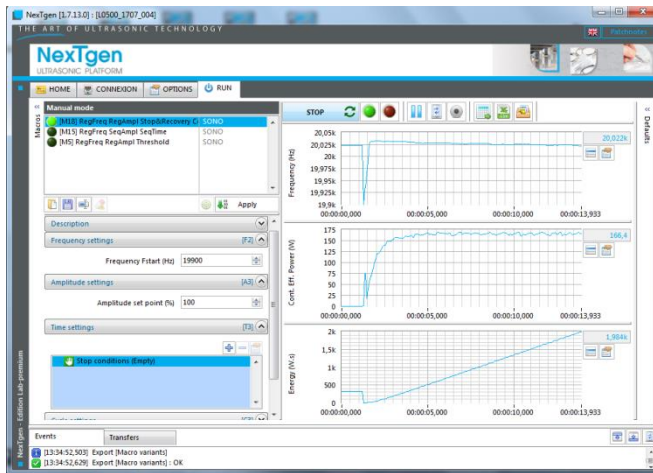 NexTgen [1.7.13.0] : [L0500_1707_004]
THE ART OF ULTRASONIC TECHNOLOGY
Patchnotes
NexTgen
ULTRASONIC PLATFORM
HOME CONNEXION OPTIONS RUN
Macros
Manual mode
[M18] RegFreq RegAmpl Stop&Recovery C SONO
[M15] RegFreq SeqAmpl SeqTime SONO
[M5] RegFreq RegAmpl Threshold SONO
Apply
Description
Frequency settings [F2]
Frequency Fstart (Hz) 19900
Amplitude settings [A3]
Amplitude set point (%) 100
Time settings [T3]
Stop conditions (Empty)
STOP
Defaults
Frequency (Hz)
20,05k
20,025k
20k
19,975k
19,95k
19,925k
19,9k
20,022k
00:00:00,000 00:00:05,000 00:00:10,000 00:00:13,933
Cont. Eff. Power (W)
175
150
125
100
75
50
25
0
166,4
00:00:00,000 00:00:05,000 00:00:10,000 00:00:13,933
Energy (W.s)
2k
1,5k
1k
500
0
1,984k
00:00:00,000 00:00:05,000 00:00:10,000 00:00:13,933
NexTgen - Edition Lab-premium
Events Transfers
[13:34:52,503] Export [Macro variants]
[13:34:52,629] Export [Macro variants] : OK